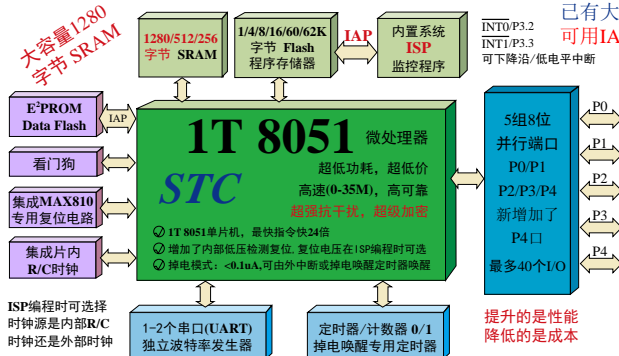 大容量1280
字节 SRAM
1280/512/256
字节 SRAM
1/4/8/16/60/62K
字节 Flash
程序存储器
IAP
内置系统
ISP
监控程序
INT0/P3.2
INT1/P3.3
可下降沿/低电平中断
已有大
可用IA
E²PROM
Data Flash
IAP
看门狗
集成MAX810
专用复位电路
集成片内
R/C时钟
1T 8051 微处理器
STC
超低功耗，超低价
高速(0-35M)，高可靠
超强抗干扰，超级加密
1T 8051单片机，最快指令快24倍
增加了内部低压检测复位, 复位电压在ISP编程时可选
掉电模式：<0.1uA,可由外中断或掉电唤醒定时器唤醒
5组8位
并行端口
P0/P1
P2/P3/P4
新增加了
P4口
最多40个I/O
P0
P1
P2
P3
P4
ISP编程时可选择
时钟源是内部R/C
时钟还是外部时钟
1-2个串口(UART)
独立波特率发生器
定时器/计数器 0/1
掉电唤醒专用定时器
提升的是性能
降低的是成本